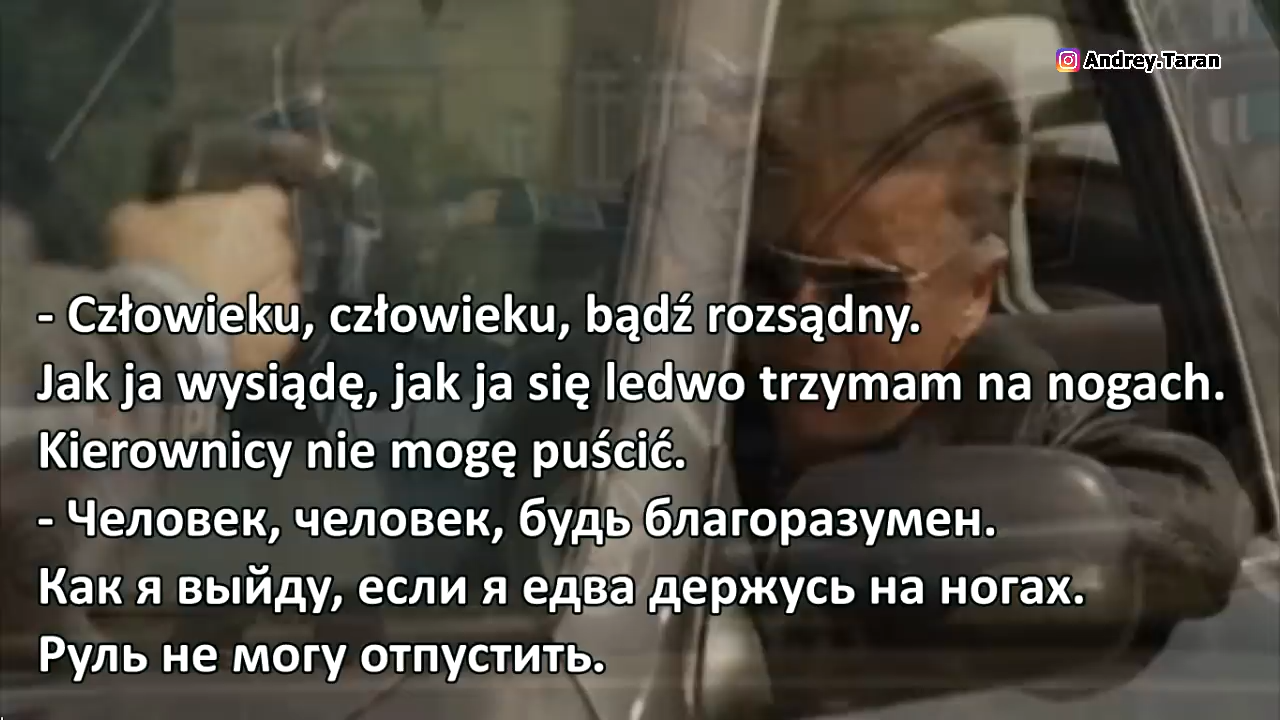 Andrey.Taran
- Człowieku, człowieku, bądź rozsądny.
Jak ja wysiądę, jak ja się ledwo trzymam na nogach.
Kierownicy nie mogę puścić.
- Человек, человек, будь благоразумен.
Как я выйду, если я едва держусь на ногах.
Руль не могу отпустить.